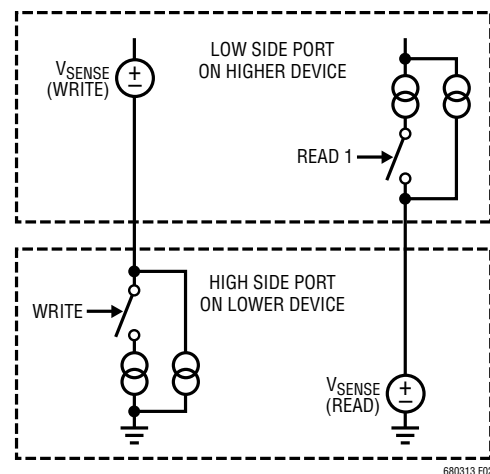 LOW SIDE PORT
ON HIGHER DEVICE
VSENSE
(WRITE)
+
−
READ 1
HIGH SIDE PORT
ON LOWER DEVICE
WRITE
VSENSE
(READ)
+
−
680313 F02